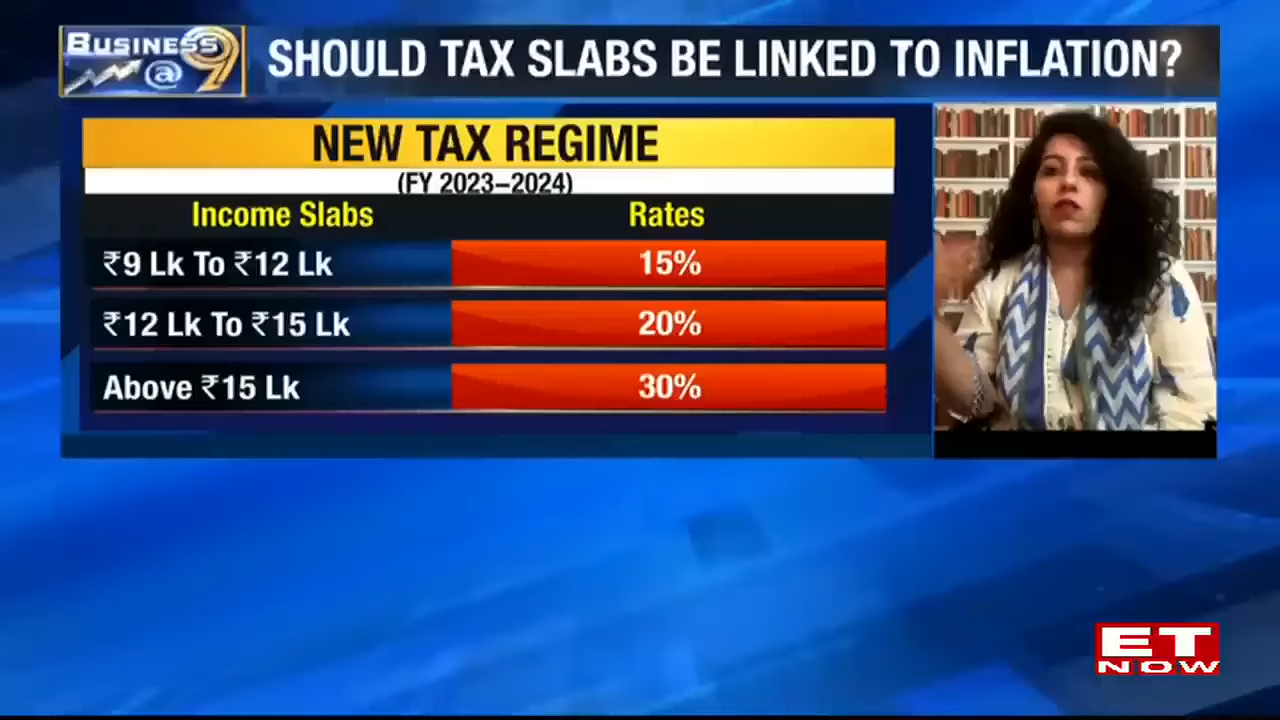 BUSINESS
@9
SHOULD TAX SLABS BE LINKED TO INFLATION?
NEW TAX REGIME
(FY 2023–2024)
Income Slabs Rates
₹9 Lk To ₹12 Lk 15%
₹12 Lk To ₹15 Lk 20%
Above ₹15 Lk 30%
ET
NOW